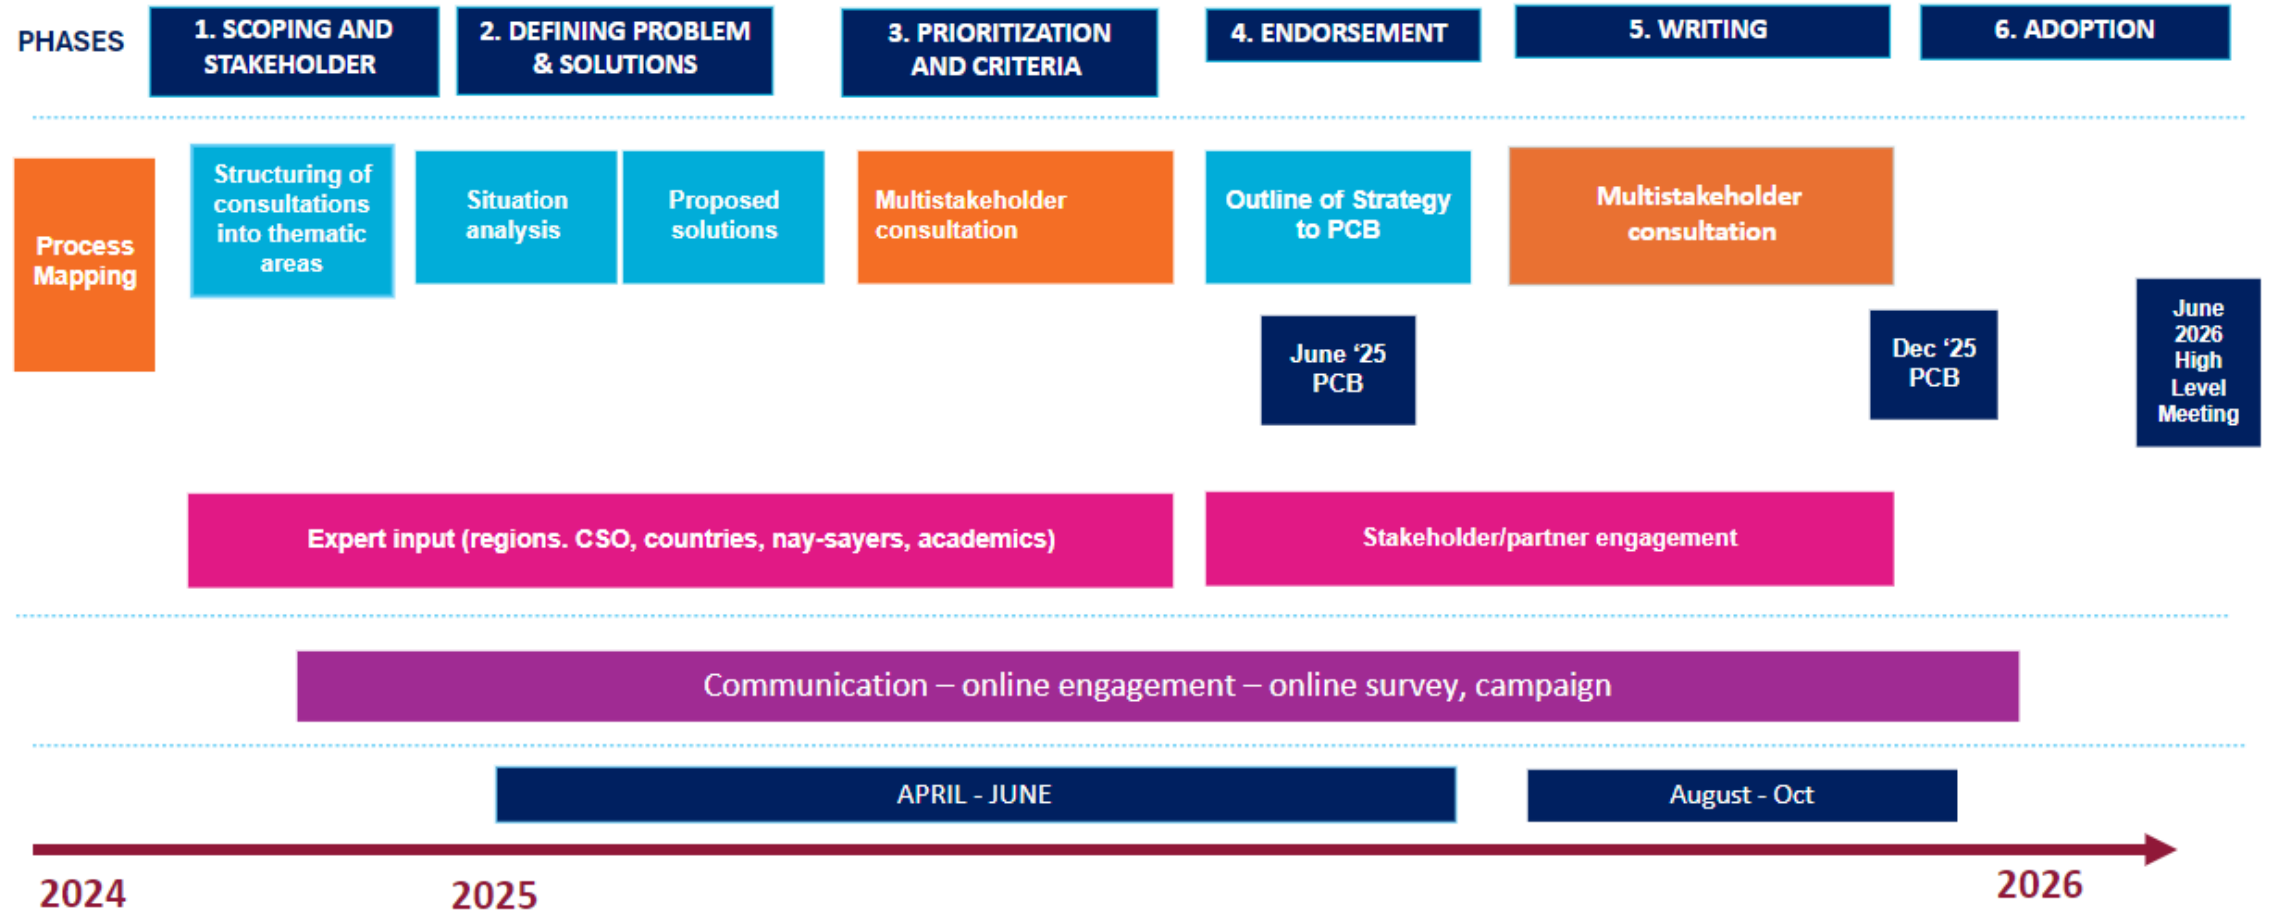 PHASES
1. SCOPING AND
STAKEHOLDER
2. DEFINING PROBLEM
& SOLUTIONS
3. PRIORITIZATION
AND CRITERIA
4. ENDORSEMENT
5. WRITING
6. ADOPTION
Process
Mapping
Structuring of
consultations
into thematic
areas
Situation
analysis
Proposed
solutions
Multistakeholder
consultation
Outline of Strategy
to PCB
Multistakeholder
consultation
June ‘25
PCB
Dec ‘25
PCB
June
2026
High
Level
Meeting
Expert input (regions. CSO, countries, nay-sayers, academics)
Stakeholder/partner engagement
Communication – online engagement – online survey, campaign
APRIL - JUNE
August - Oct
2024
2025
2026